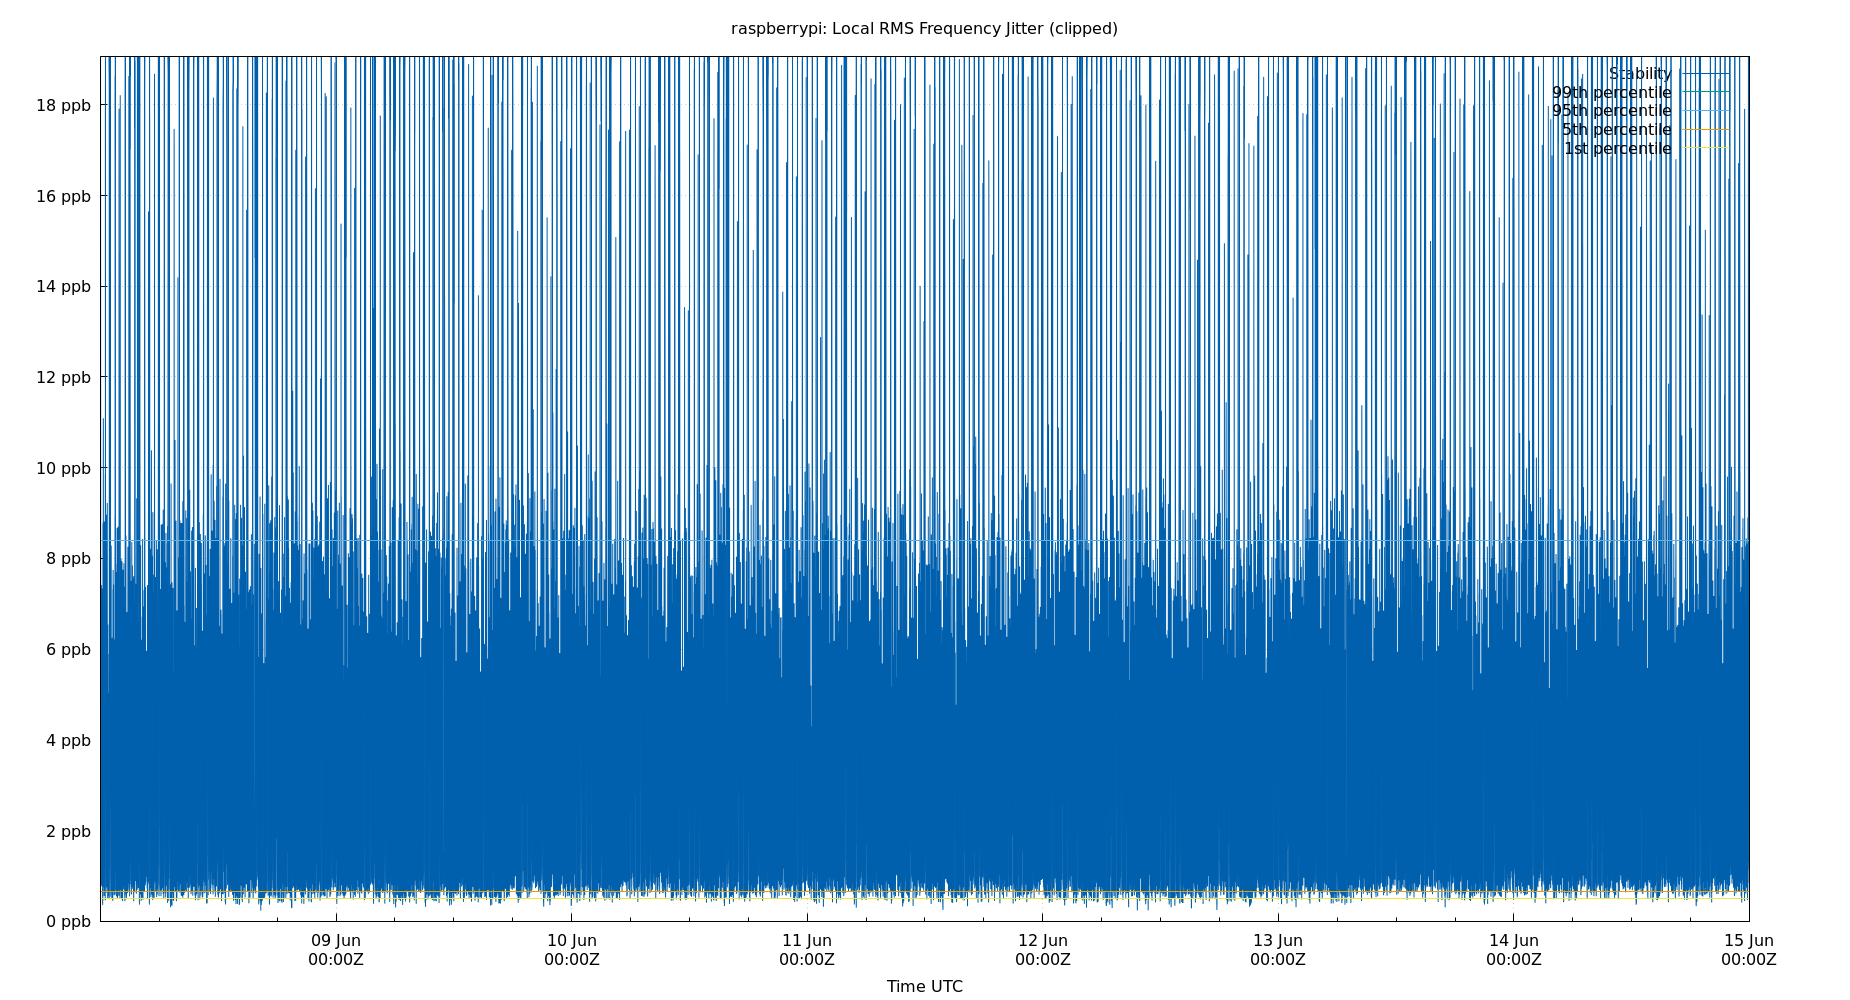 raspberrypi: Local RMS Frequency Jitter (clipped)
Stability
99th percentile
95th percentile
5th percentile
1st percentile
18 ppb
16 ppb
14 ppb
12 ppb
10 ppb
8 ppb
6 ppb
4 ppb
2 ppb
0 ppb
09 Jun 10 Jun 11 Jun 12 Jun 13 Jun 14 Jun 15 Jun
00:00Z 00:00Z 00:00Z 00:00Z 00:00Z 00:00Z 00:00Z
Time UTC